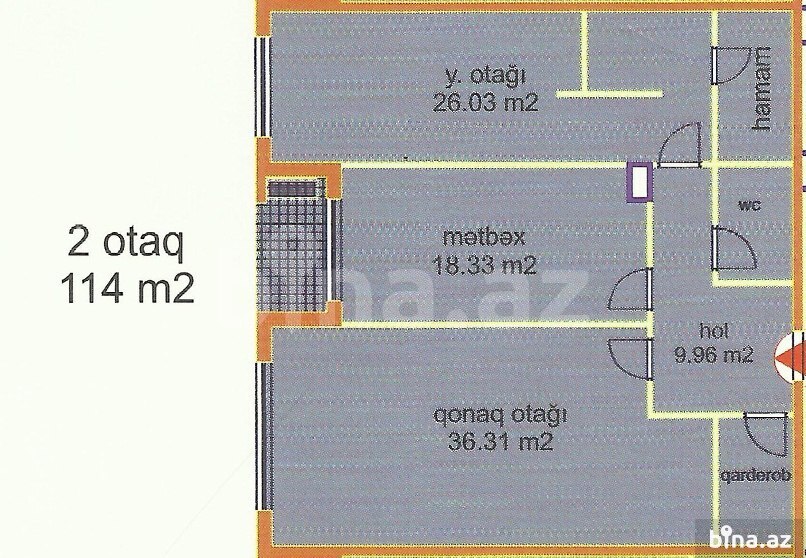 2 otaq
114 m2
y. otağı
26.03 m2
hamam
wc
mətbəx
18.33 m2
hol
9.96 m2
qonaq otağı
36.31 m2
qarderob
bina.az
bina.az